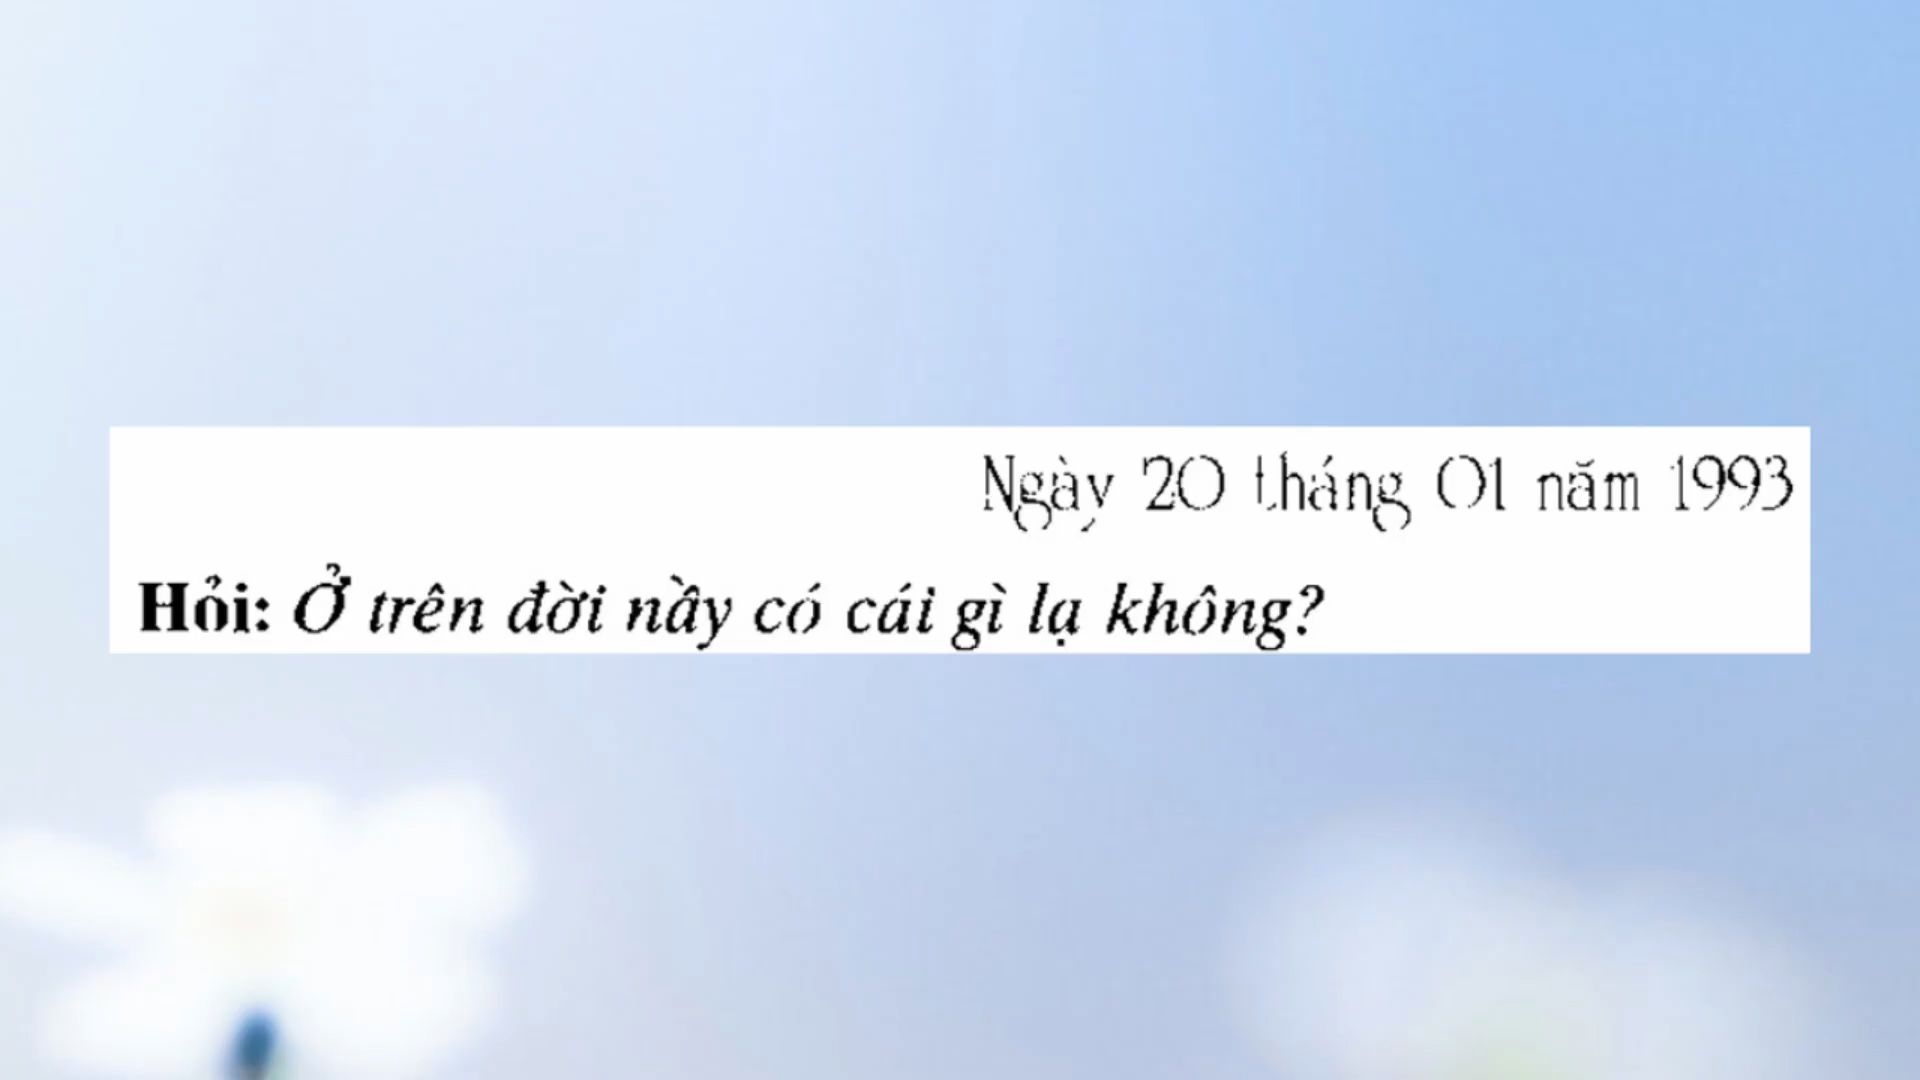 Ngày 20 tháng 01 năm 1993
Hỏi: Ở trên đời nầy có cái gì lạ không?